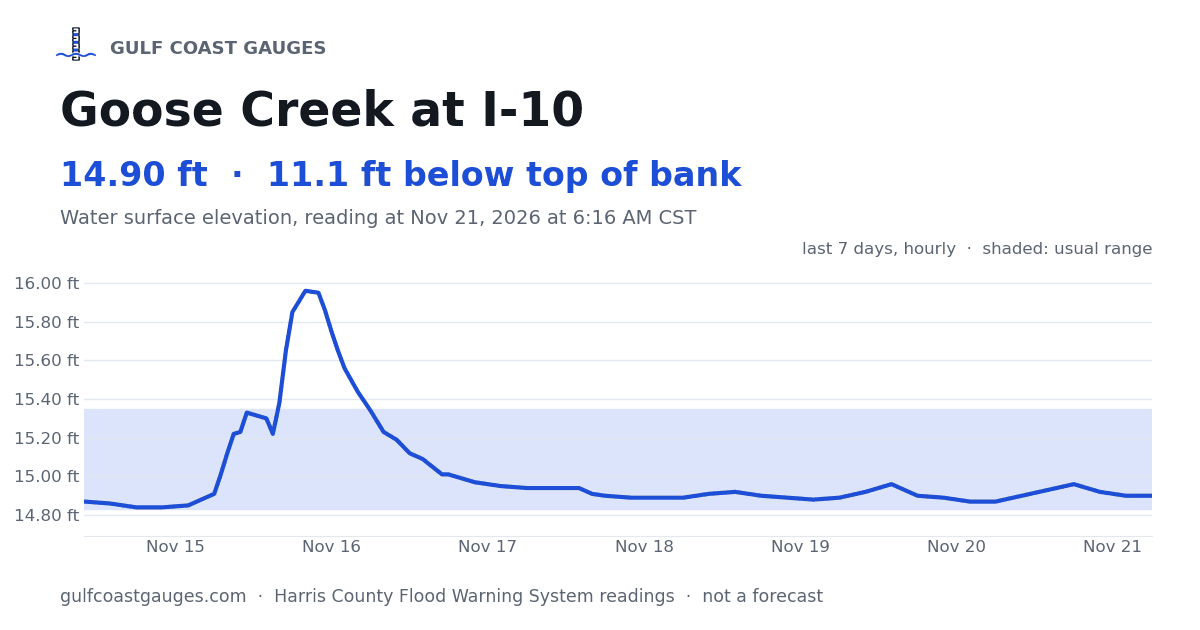 GULF COAST GAUGES
Goose Creek at I-10
14.90 ft · 11.1 ft below top of bank
Water surface elevation, reading at Nov 21, 2026 at 6:16 AM CST
last 7 days, hourly · shaded: usual range
16.00 ft
15.80 ft
15.60 ft
15.40 ft
15.20 ft
15.00 ft
14.80 ft
Nov 15 Nov 16 Nov 17 Nov 18 Nov 19 Nov 20 Nov 21
gulfcoastgauges.com · Harris County Flood Warning System readings · not a forecast